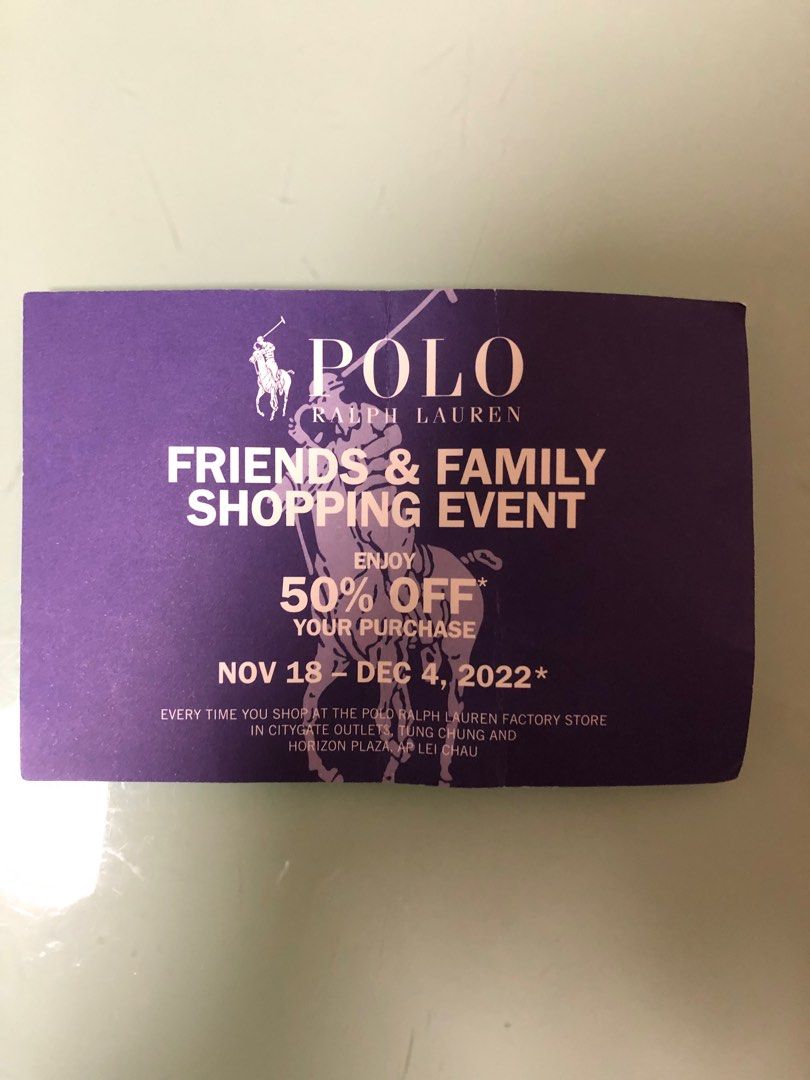 POLO
RALPH LAUREN
FRIENDS & FAMILY
SHOPPING EVENT
ENJOY
50% OFF*
YOUR PURCHASE
NOV 18 – DEC 4, 2022*
EVERY TIME YOU SHOP AT THE POLO RALPH LAUREN FACTORY STORE
IN CITYGATE OUTLETS, TUNG CHUNG AND
HORIZON PLAZA, AP LEI CHAU